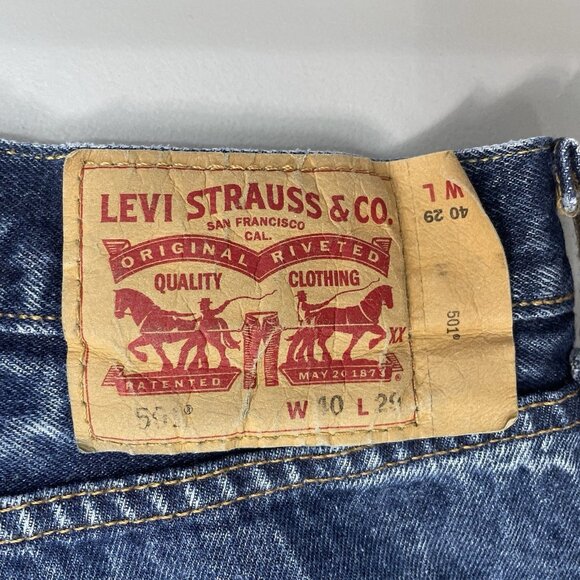 LEVI STRAUSS & CO.
SAN FRANCISCO
CAL.
ORIGINAL RIVETED
QUALITY CLOTHING
XX
PATENTED MAY 20 1873 ®
501® W 40 L 29
W L
40 29
501®